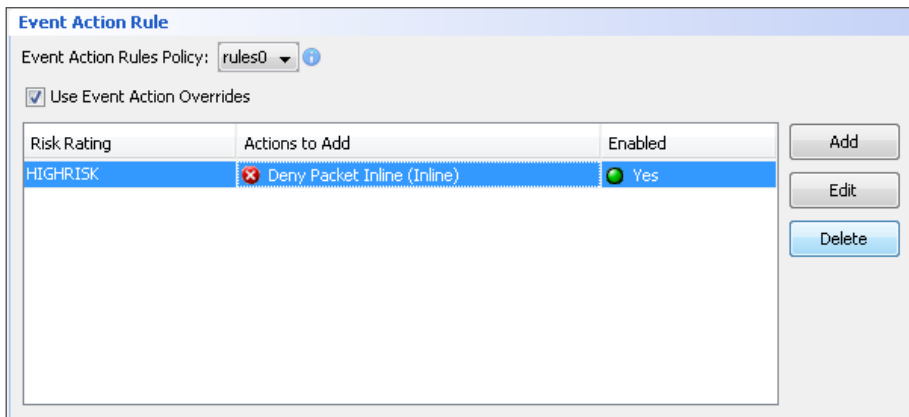 Event Action Rule
Event Action Rules Policy: rules0
Use Event Action Overrides
Risk Rating Actions to Add Enabled Add
HIGHRISK Deny Packet Inline (Inline) Yes
Edit
Delete